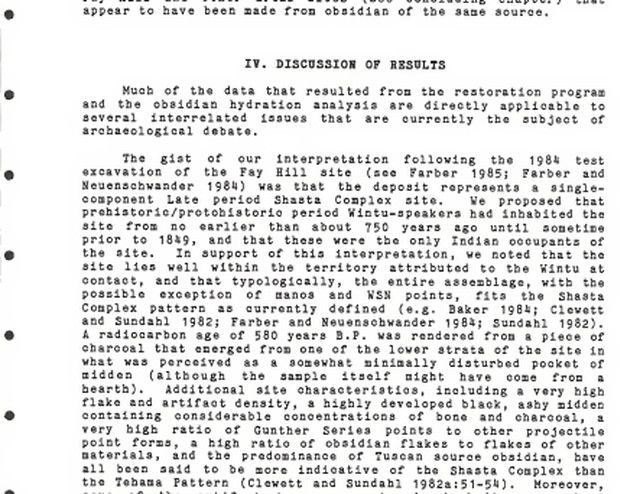 appear to have been made from obsidian of the same source.
IV. DISCUSSION OF RESULTS
Much of the data that resulted from the restoration program
and the obsidian hydration analysis are directly applicable to
several interrelated issues that are currently the subject of
archaeological debate.
The gist of our interpretation following the 1984 test
excavation of the Fay Hill site (see Farber 1985; Farber and
Neuenschwander 1984) was that the deposit represents a single-
component Late period Shasta Complex site. We proposed that
prehistoric/protohistoric period Wintu-speakers had inhabited the
site from no earlier than about 750 years ago until sometime
prior to 1849, and that these were the only Indian occupants of
the site. In support of this interpretation, we noted that the
site lies well within the territory attributed to the Wintu at
contact, and that typologically, the entire assemblage, with the
possible exception of manos and WSN points, fits the Shasta
Complex pattern as currently defined (e.g. Baker 1984; Clewett
and Sundahl 1982; Farber and Neuenschwander 1984; Sundahl 1982).
A radiocarbon age of 580 years B.P. was rendered from a piece of
charcoal that emerged from one of the lower strata of the site in
what was perceived as a somewhat minimally disturbed pocket of
midden (although the sample itself might have come from a
hearth). Additional site characteristics, including a very high
flake and artifact density, a highly developed black, ashy midden
containing considerable concentrations of bone and charcoal, a
very high ratio of Gunther Series points to other projectile
point forms, a high ratio of obsidian flakes to flakes of other
materials, and the predominance of Tuscan source obsidian, have
all been said to be more indicative of the Shasta Complex than
the Tehama Pattern (Clewett and Sundahl 1982a:51-54). Moreover,